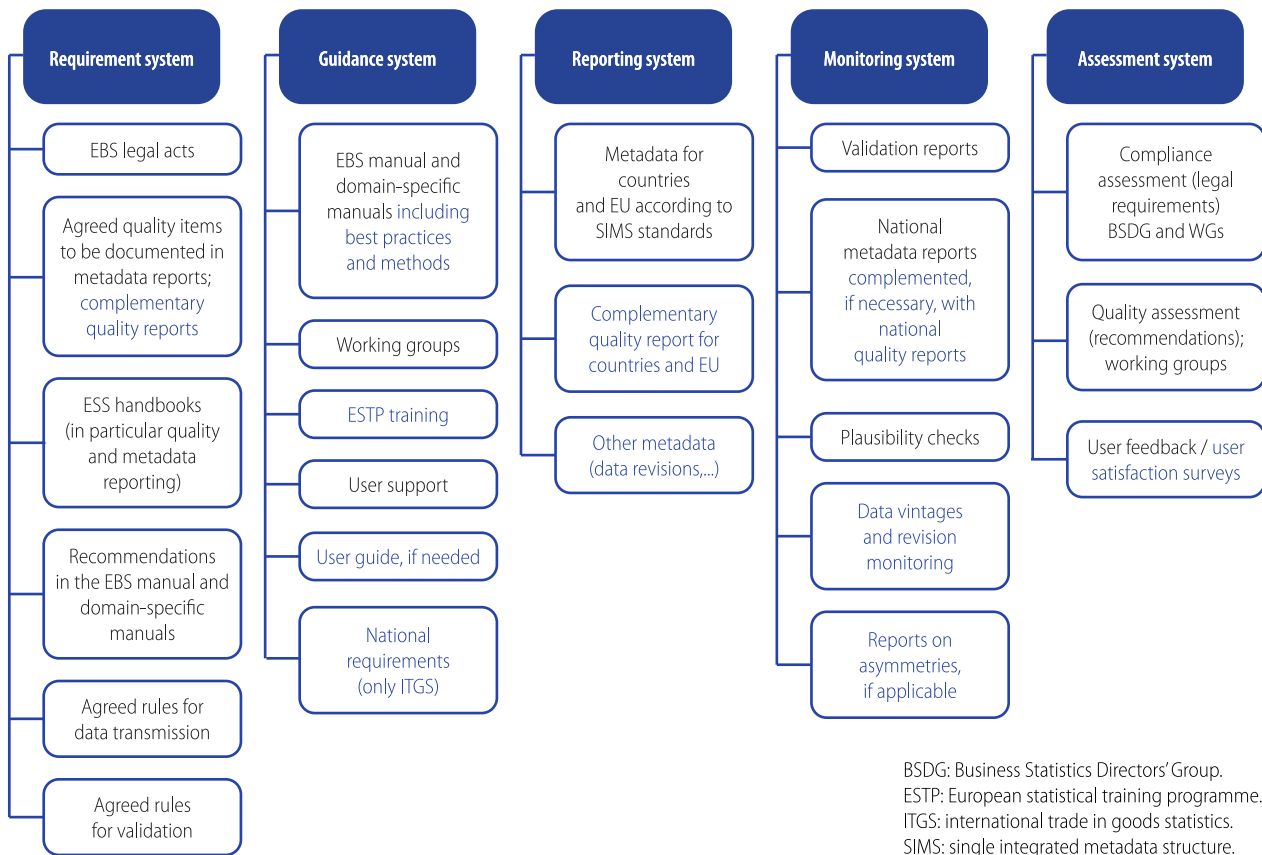 Requirement system
EBS legal acts
Agreed quality items
to be documented in
metadata reports;
complementary
quality reports
ESS handbooks
(in particular quality
and metadata
reporting)
Recommendations
in the EBS manual and
domain-specific
manuals
Agreed rules for
data transmission
Agreed rules
for validation
Guidance system
EBS manual and
domain-specific
manuals including
best practices
and methods
Working groups
ESTP training
User support
User guide, if needed
National
requirements
(only ITGS)
Reporting system
Metadata for
countries
and EU according to
SIMS standards
Complementary
quality report for
countries and EU
Other metadata
(data revisions,...)
Monitoring system
Validation reports
National
metadata reports
complemented,
if necessary, with
national
quality reports
Plausibility checks
Data vintages
and revision
monitoring
Reports on
asymmetries,
if applicable
Assessment system
Compliance
assessment (legal
requirements)
BSDG and WGs
Quality assessment
(recommendations);
working groups
User feedback / user
satisfaction surveys
BSDG: Business Statistics Directors' Group.
ESTP: European statistical training programme.
ITGS: international trade in goods statistics.
SIMS: single integrated metadata structure.